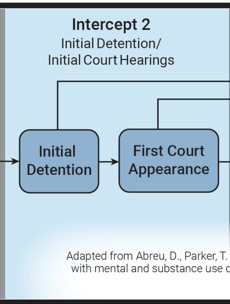 Intercept 2
Initial Detention/
Initial Court Hearings
Initial
Detention
First Court
Appearance
Adapted from Abreu, D., Parker, T.
with mental and substance use